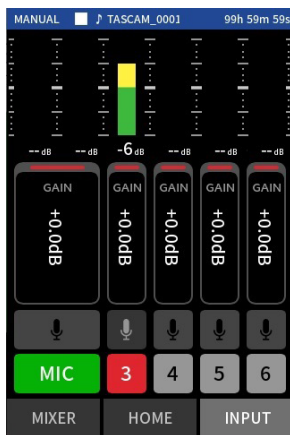 MANUAL TASCAM_0001 99h 59m 59s
--dB --dB -6dB --dB --dB --dB
GAIN GAIN GAIN GAIN GAIN
+0.0dB +0.0dB +0.0dB +0.0dB +0.0dB
MIC 3 4 5 6
MIXER HOME INPUT